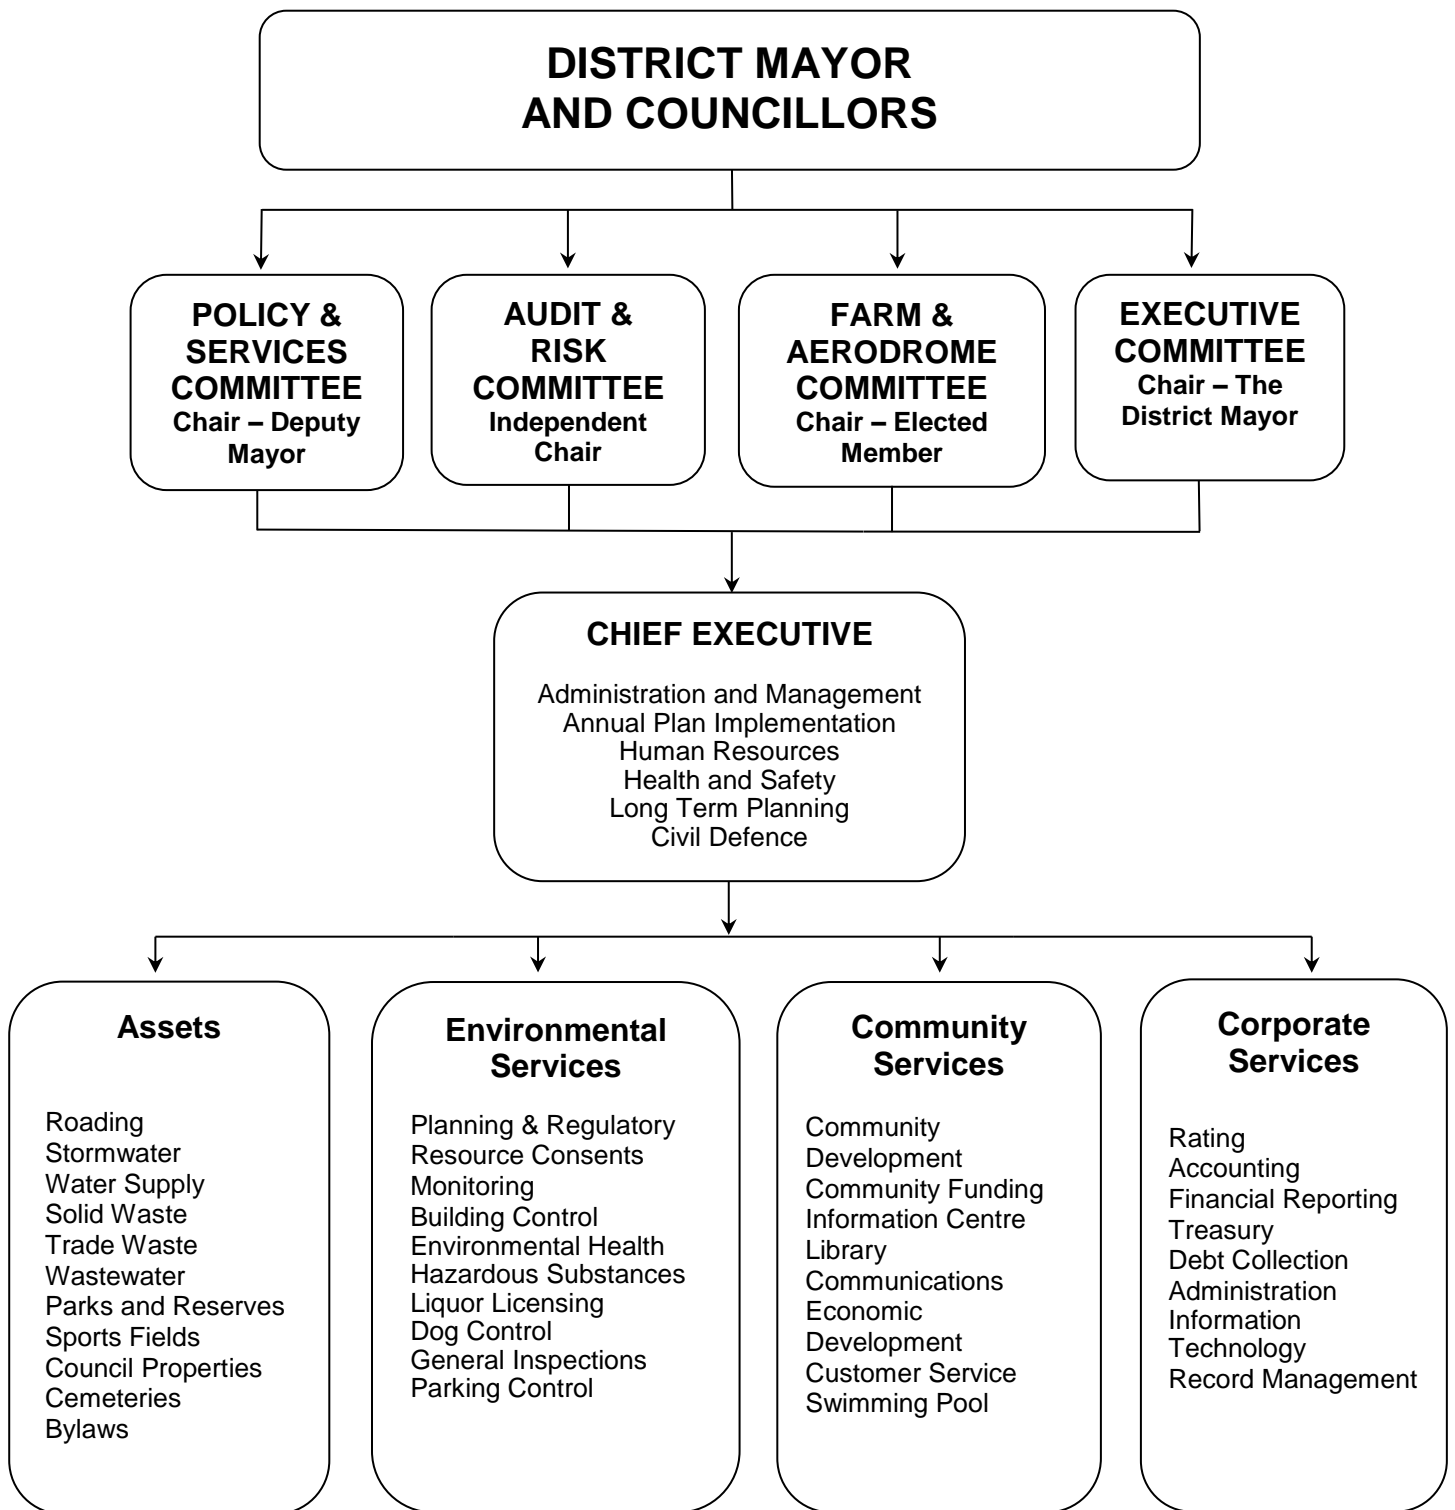 DISTRICT MAYOR
AND COUNCILLORS
POLICY &
SERVICES
COMMITTEE
Chair – Deputy
Mayor
AUDIT &
RISK
COMMITTEE
Independent
Chair
FARM &
AERODROME
COMMITTEE
Chair – Elected
Member
EXECUTIVE
COMMITTEE
Chair – The
District Mayor
CHIEF EXECUTIVE
Administration and Management
Annual Plan Implementation
Human Resources
Health and Safety
Long Term Planning
Civil Defence
Assets
Roading
Stormwater
Water Supply
Solid Waste
Trade Waste
Wastewater
Parks and Reserves
Sports Fields
Council Properties
Cemeteries
Bylaws
Environmental
Services
Planning & Regulatory
Resource Consents
Monitoring
Building Control
Environmental Health
Hazardous Substances
Liquor Licensing
Dog Control
General Inspections
Parking Control
Community
Services
Community
Development
Community Funding
Information Centre
Library
Communications
Economic
Development
Customer Service
Swimming Pool
Corporate
Services
Rating
Accounting
Financial Reporting
Treasury
Debt Collection
Administration
Information
Technology
Record Management